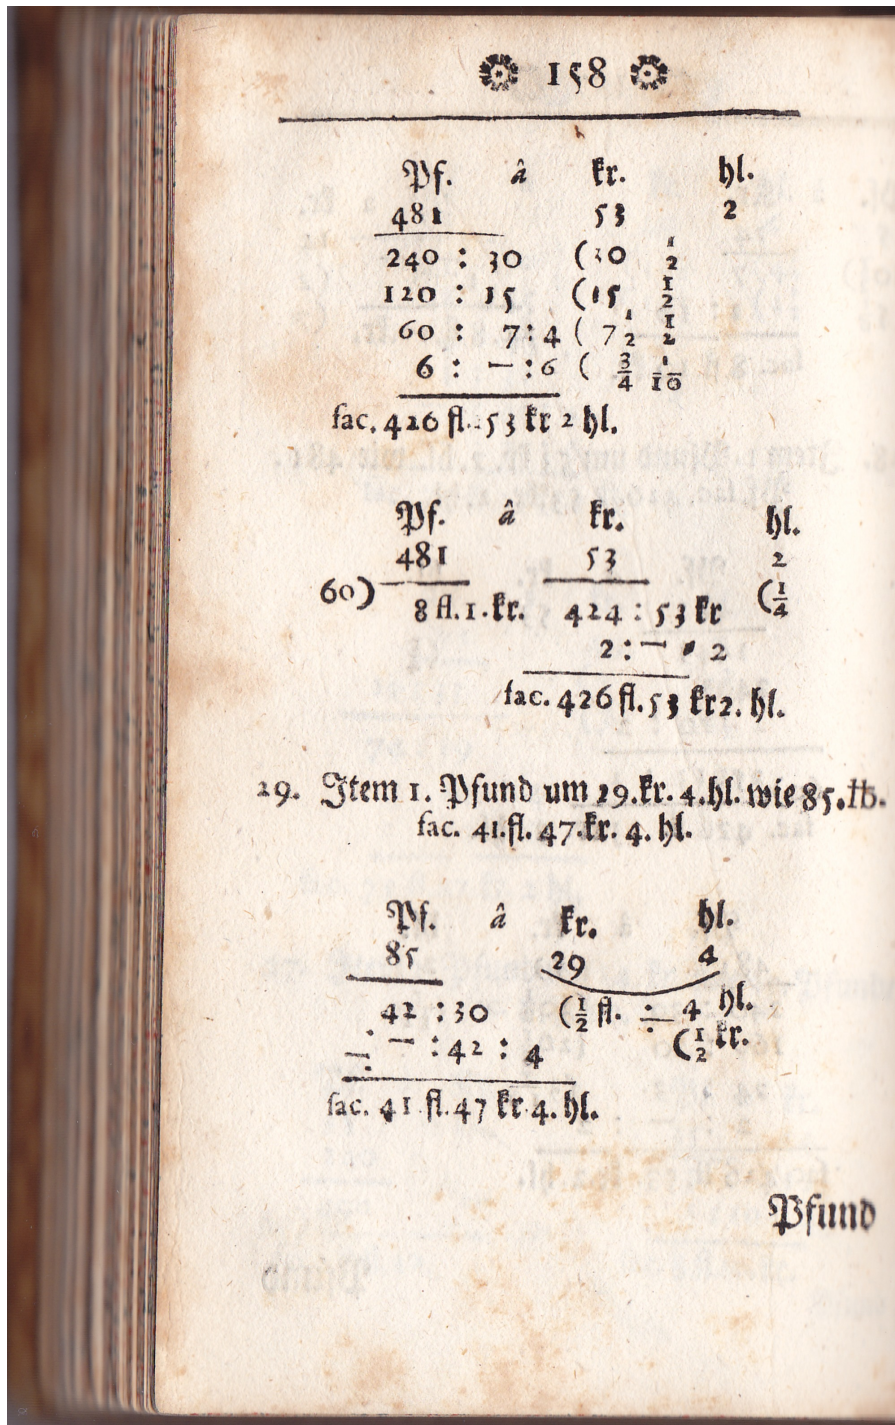 158
Pf. â kr. hl.
481 53 2
240 : 30 (30 1/2
120 : 15 (15 1/2
60 : 7 : 4 ( 7 1/2 1/2
6 : — : 6 ( 3/4 1/10
fac. 426 fl. 53 kr 2 hl.
Pf. â kr. hl.
481 53 2
60) 8 fl. 1. kr. 424 : 53 kr (1/4
2 : — 2
fac. 426 fl. 53 kr 2. hl.
29. Item 1. Pfund um 29. kr. 4. hl. wie 85. ℔.
fac. 41. fl. 47. kr. 4. hl.
Pf. â kr. hl.
85 29 4
42 : 30 (1/2 fl. ÷ 4 hl.
÷ — : 42 : 4 (1/2 kr.
fac. 41 fl. 47 kr. 4. hl.
Pfund